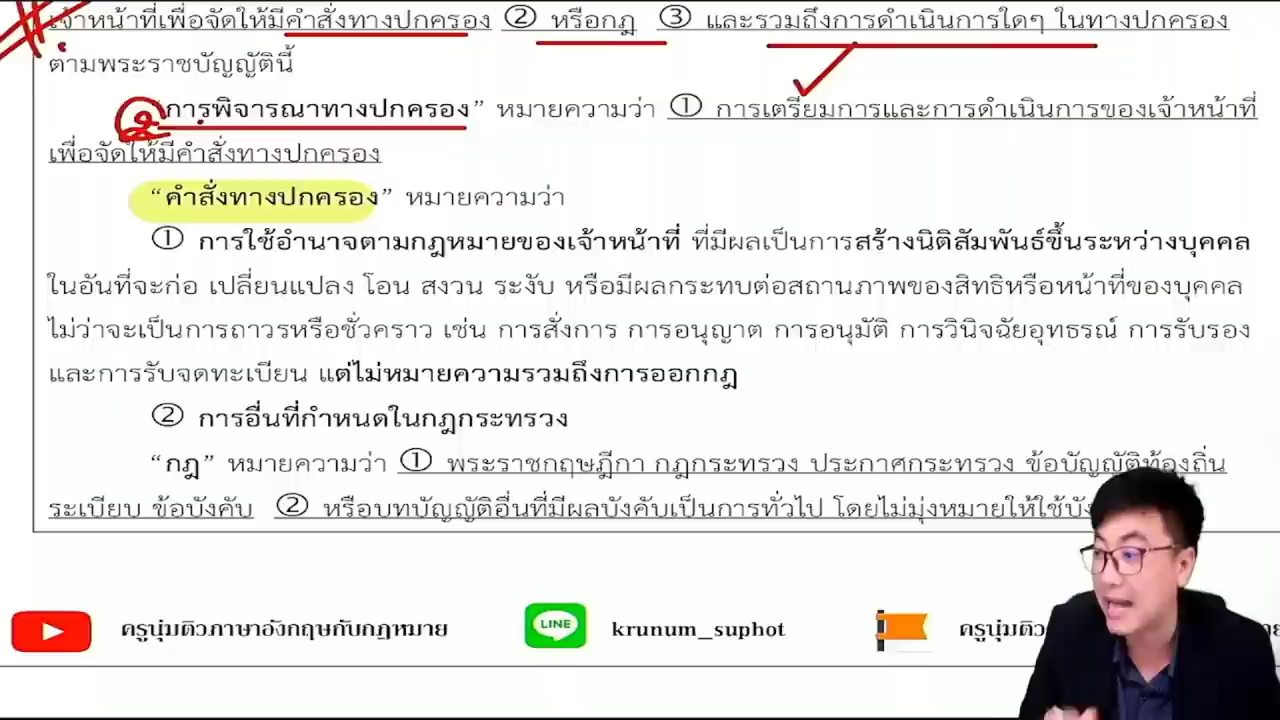 เจ้าหน้าที่เพื่อจัดให้มีคำสั่งทางปกครอง ② หรือกฎ ③ และรวมถึงการดำเนินการใดๆ ในทางปกครอง
ตามพระราชบัญญัตินี้
การพิจารณาทางปกครอง” หมายความว่า ① การเตรียมการและการดำเนินการของเจ้าหน้าที่
เพื่อจัดให้มีคำสั่งทางปกครอง
“คำสั่งทางปกครอง” หมายความว่า
① การใช้อำนาจตามกฎหมายของเจ้าหน้าที่ ที่มีผลเป็นการสร้างนิติสัมพันธ์ขึ้นระหว่างบุคคล
ในอันที่จะก่อ เปลี่ยนแปลง โอน สงวน ระงับ หรือมีผลกระทบต่อสถานภาพของสิทธิหรือหน้าที่ของบุคคล
ไม่ว่าจะเป็นการถาวรหรือชั่วคราว เช่น การสั่งการ การอนุญาต การอนุมัติ การวินิจฉัยอุทธรณ์ การรับรอง
และการรับจดทะเบียน แต่ไม่หมายความรวมถึงการออกกฎ
② การอื่นที่กำหนดในกฎกระทรวง
“กฎ” หมายความว่า ① พระราชกฤษฎีกา กฎกระทรวง ประกาศกระทรวง ข้อบัญญัติท้องถิ่น
ระเบียบ ข้อบังคับ ② หรือบทบัญญัติอื่นที่มีผลบังคับเป็นการทั่วไป โดยไม่มุ่งหมายให้ใช้บัง
ครูนุ่มติวภาษาอังกฤษกับกฎหมาย
LINE
krunum_suphot
ครูนุ่มติว